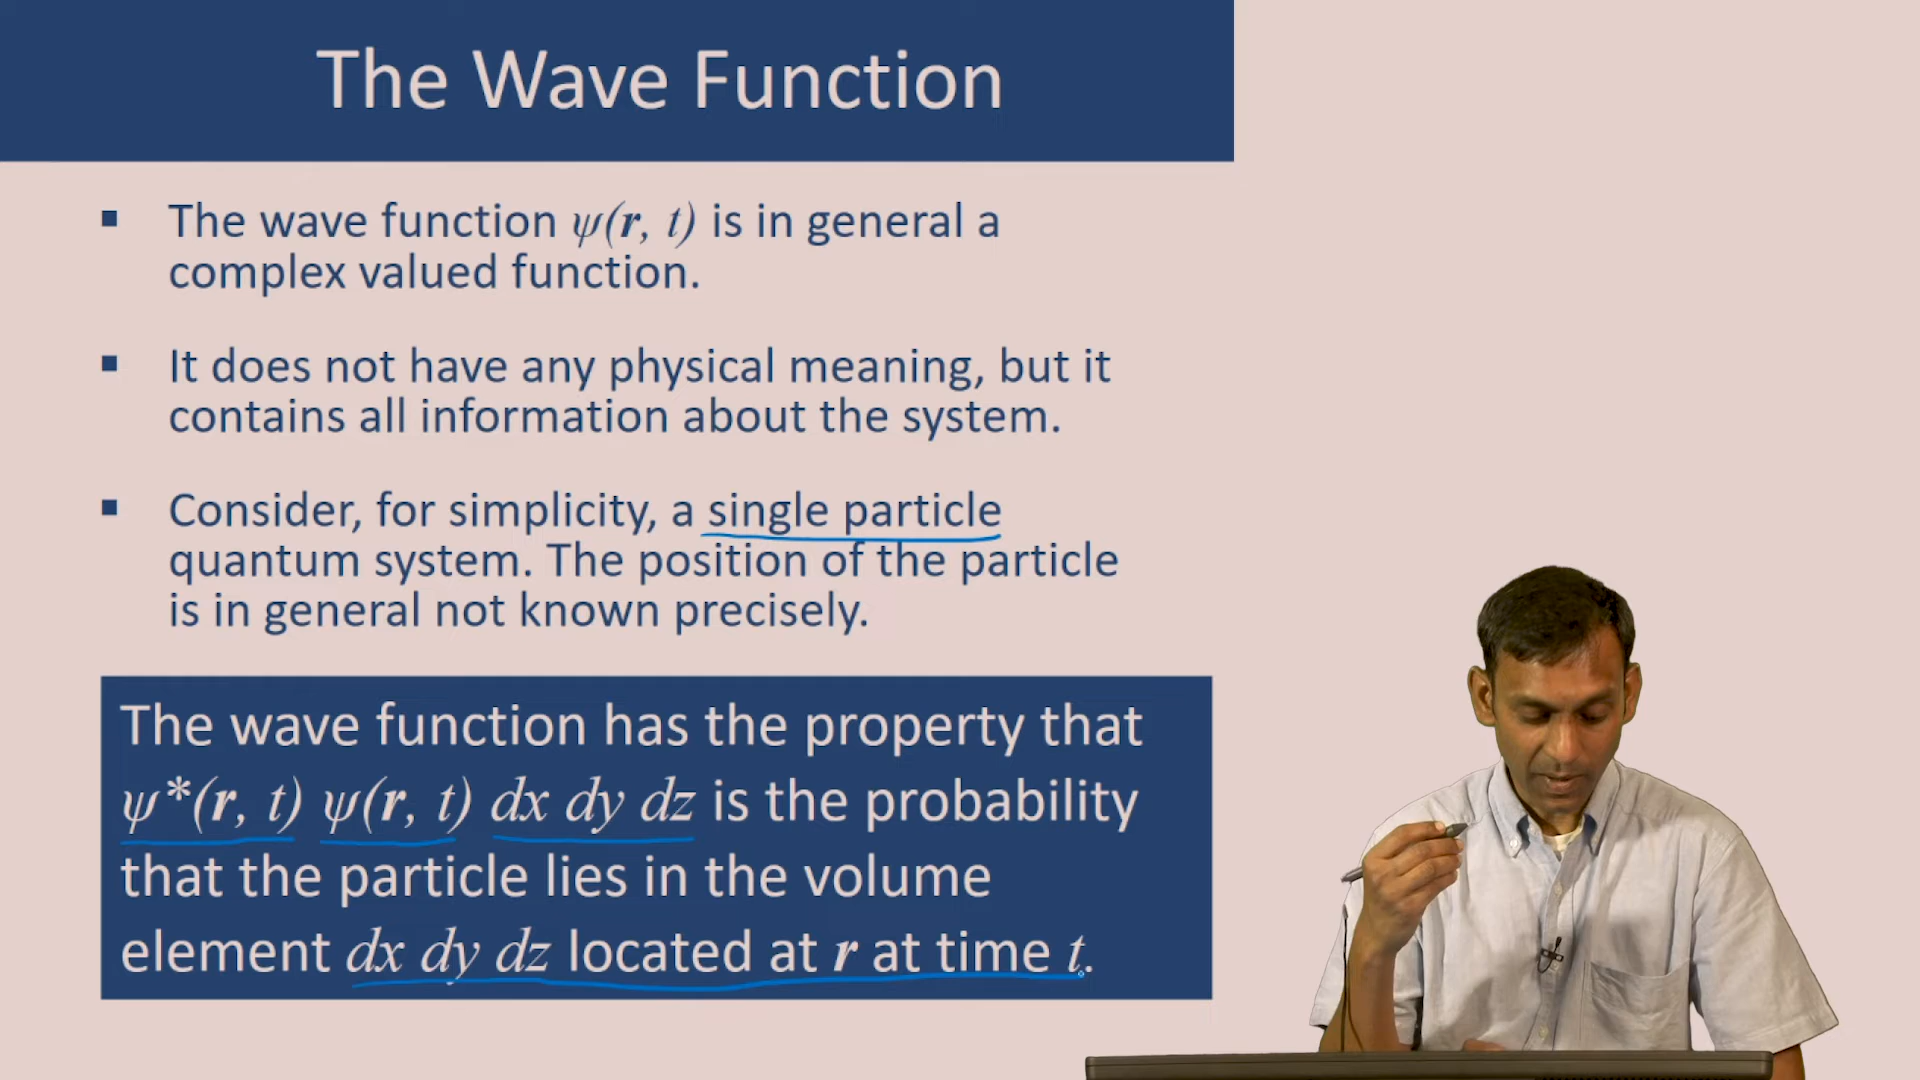 The Wave Function
▪ The wave function ψ(r, t) is in general a
complex valued function.
▪ It does not have any physical meaning, but it
contains all information about the system.
▪ Consider, for simplicity, a single particle
quantum system. The position of the particle
is in general not known precisely.
The wave function has the property that
ψ*(r, t) ψ(r, t) dx dy dz is the probability
that the particle lies in the volume
element dx dy dz located at r at time t.